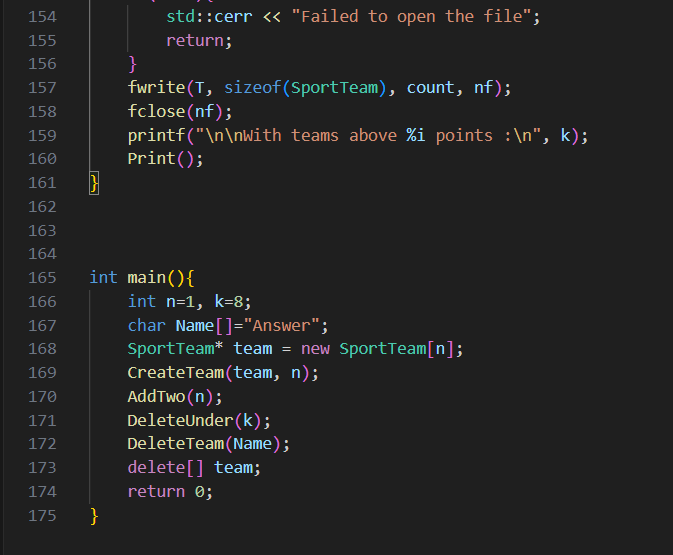 154 std::cerr << "Failed to open the file";
155 return;
156 }
157 fwrite(T, sizeof(SportTeam), count, nf);
158 fclose(nf);
159 printf("\n\nWith teams above %i points :\n", k);
160 Print();
161 }
162
163
164
165 int main(){
166 int n=1, k=8;
167 char Name[]="Answer";
168 SportTeam* team = new SportTeam[n];
169 CreateTeam(team, n);
170 AddTwo(n);
171 DeleteUnder(k);
172 DeleteTeam(Name);
173 delete[] team;
174 return 0;
175 }